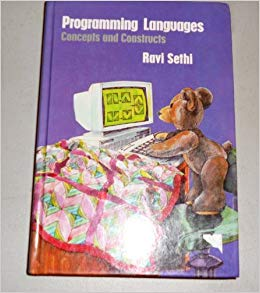 Programming Languages
Concepts and Constructs
Ravi Sethi